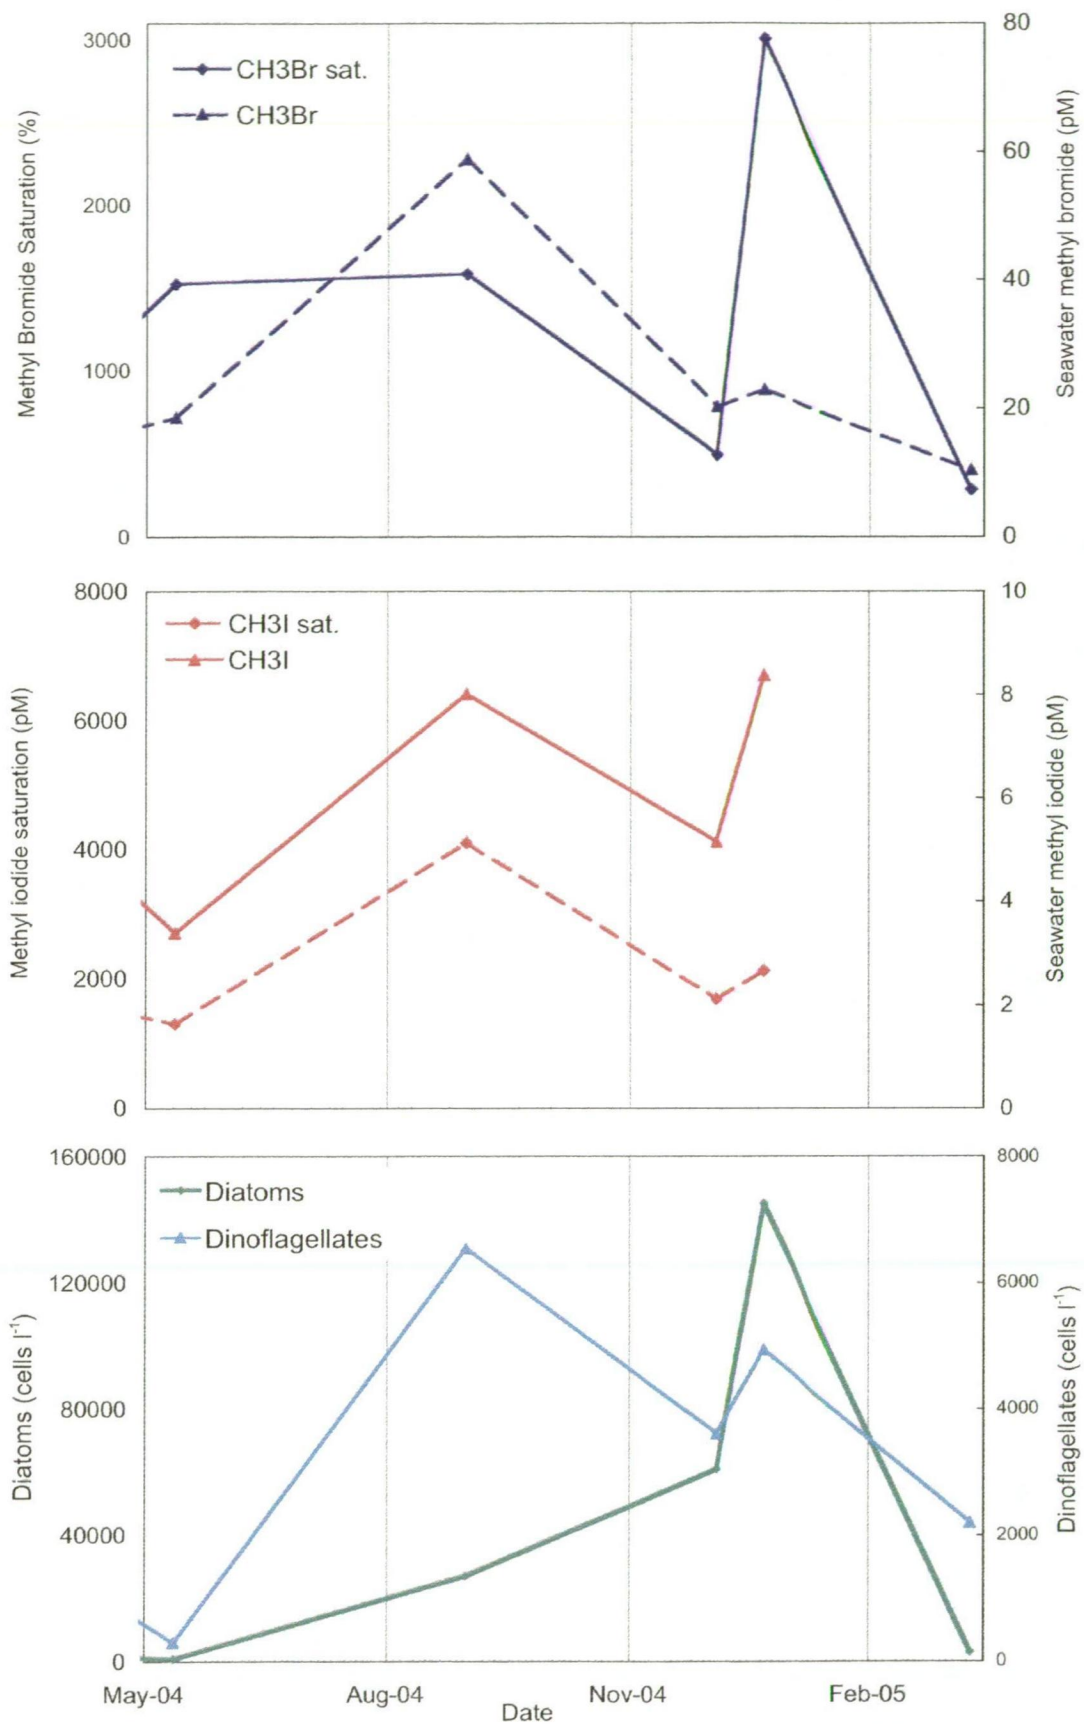 3000
2000
1000
0
Methyl Bromide Saturation (%)
CH3Br sat.
CH3Br
80
60
40
20
0
Seawater methyl bromide (pM)
8000
6000
4000
2000
0
Methyl iodide saturation (pM)
CH3I sat.
CH3I
10
8
6
4
2
0
Seawater methyl iodide (pM)
160000
120000
80000
40000
0
Diatoms (cells l⁻¹)
Diatoms
Dinoflagellates
8000
6000
4000
2000
0
Dinoflagellates (cells l⁻¹)
May-04 Aug-04 Nov-04 Feb-05
Date